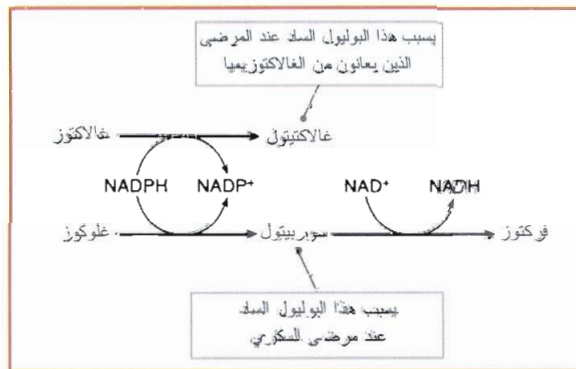 يسبب هذا البوليول الساد عند المرضى
الذين يعانون من الغالاكتوزيميا
غالاكتوز
غالاكتيتول
NADPH
NADP+
NAD+
NADH
غلوكوز
سوربيتول
فركتوز
يسبب هذا البوليول الساد
عند مرضى السكري